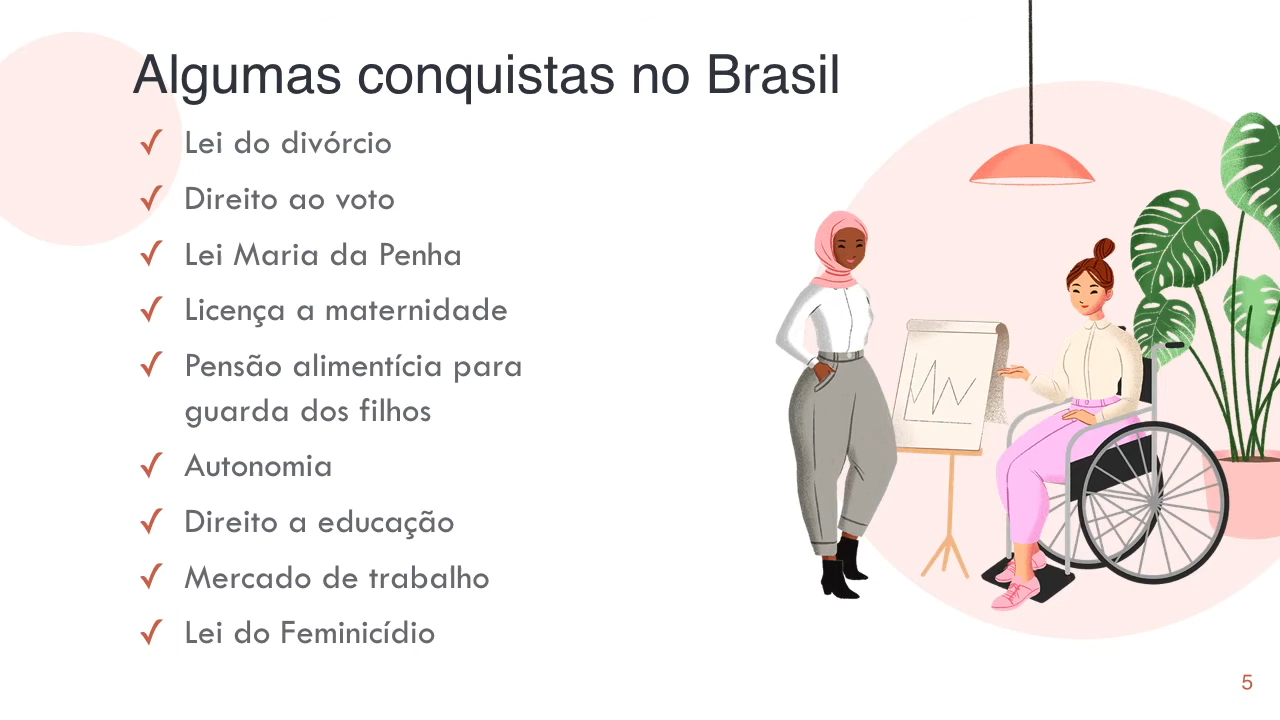 Algumas conquistas no Brasil
✓ Lei do divórcio
✓ Direito ao voto
✓ Lei Maria da Penha
✓ Licença a maternidade
✓ Pensão alimentícia para
guarda dos filhos
✓ Autonomia
✓ Direito a educação
✓ Mercado de trabalho
✓ Lei do Feminicídio
5